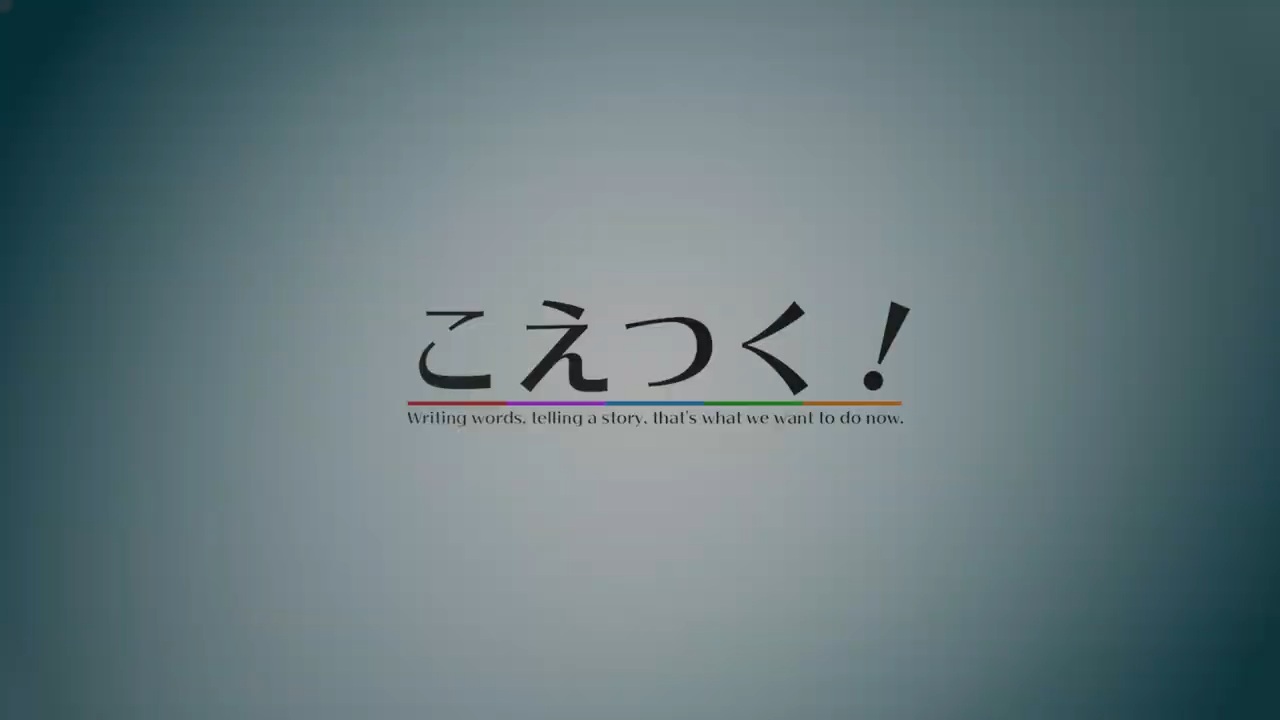 こえつく！
Writing words, telling a story, that's what we want to do now.